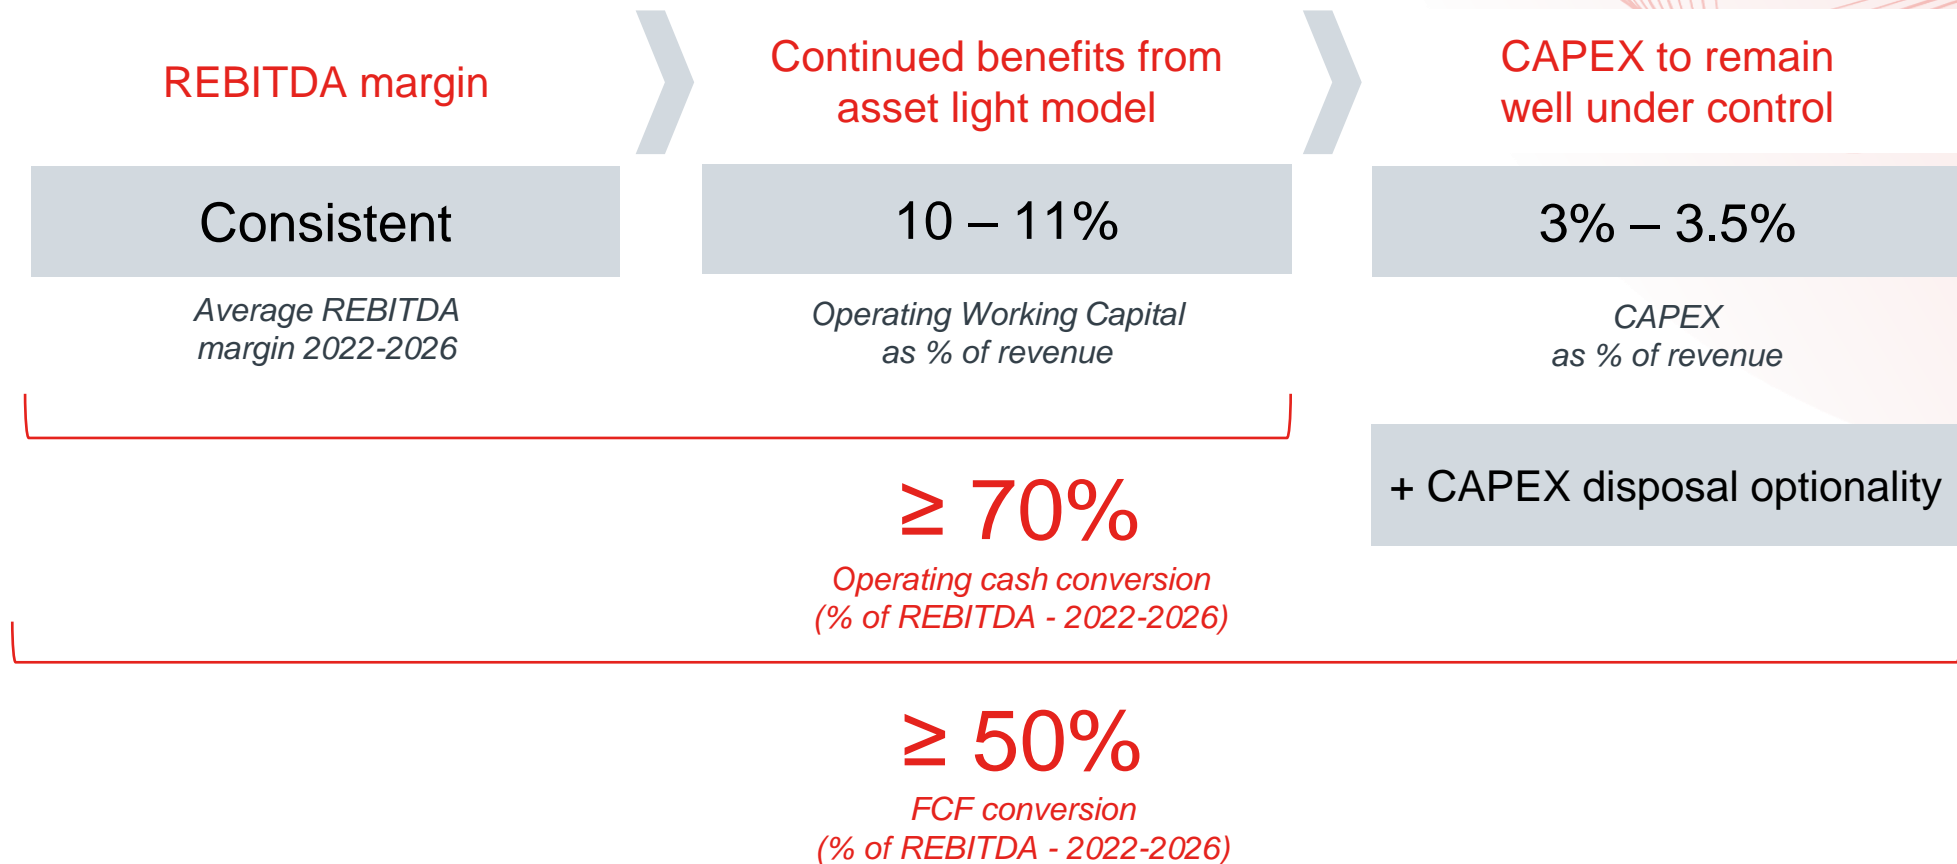 REBITDA margin
Continued benefits from
asset light model
CAPEX to remain
well under control
Consistent
10 – 11%
3% – 3.5%
Average REBITDA
margin 2022-2026
Operating Working Capital
as % of revenue
CAPEX
as % of revenue
+ CAPEX disposal optionality
≥ 70%
Operating cash conversion
(% of REBITDA - 2022-2026)
≥ 50%
FCF conversion
(% of REBITDA - 2022-2026)